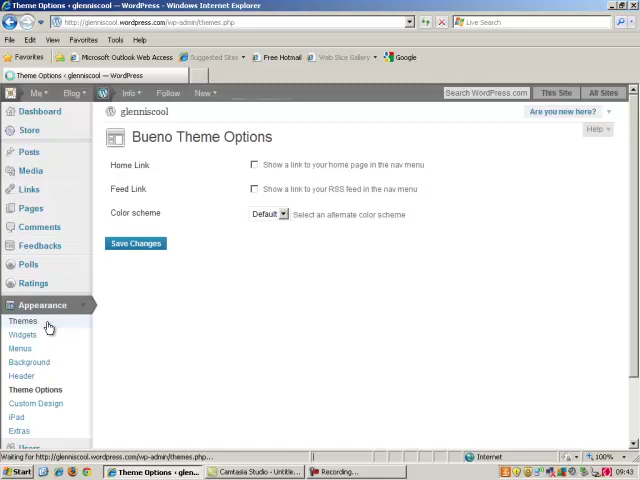 Theme Options ‹ glenniscool — WordPress - Windows Internet Explorer
http://glenniscool.wordpress.com/wp-admin/themes.php
Live Search
File Edit View Favorites Tools Help
Favorites Microsoft Outlook Web Access Suggested Sites Free Hotmail Web Slice Gallery Google
Theme Options ‹ glenniscool — WordPress
Me Blog Info Follow New Search WordPress.com This Site All Sites
Dashboard
glenniscool
Are you new here?
Store
Help
Bueno Theme Options
Posts
Media
Links
Pages
Comments
Feedbacks
Polls
Ratings
Appearance
Themes
Widgets
Menus
Background
Header
Theme Options
Custom Design
iPad
Extras
Users
Home Link Show a link to your home page in the nav menu
Feed Link Show a link to your RSS feed in the nav menu
Color scheme Default Select an alternate color scheme
Save Changes
Waiting for http://glenniscool.wordpress.com/wp-admin/themes.php... Internet 100%
Start Theme Options ‹ glen... Camtasia Studio - Untitle... Recording... 09:43